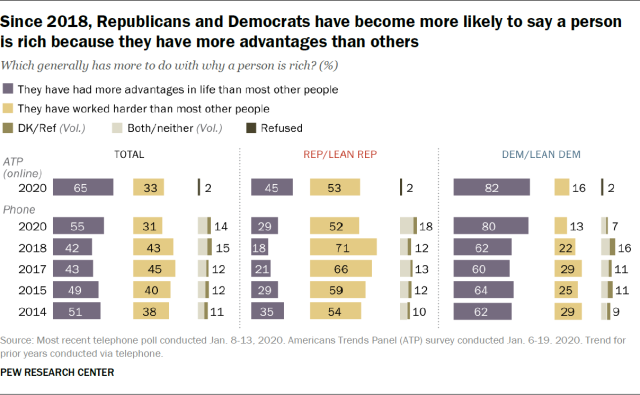 Since 2018, Republicans and Democrats have become more likely to say a person
is rich because they have more advantages than others
Which generally has more to do with why a person is rich? (%)
They have had more advantages in life than most other people
They have worked harder than most other people
DK/Ref (Vol.) Both/neither (Vol.) Refused
TOTAL REP/LEAN REP DEM/LEAN DEM
ATP
(online)
2020 65 33 2 45 53 2 82 16 2
Phone
2020 55 31 14 29 52 18 80 13 7
2018 42 43 15 18 71 12 62 22 16
2017 43 45 12 21 66 13 60 29 11
2015 49 40 12 29 59 12 64 25 11
2014 51 38 11 35 54 10 62 29 9
Source: Most recent telephone poll conducted Jan. 8-13, 2020. Americans Trends Panel (ATP) survey conducted Jan. 6-19. 2020. Trend for
prior years conducted via telephone.
PEW RESEARCH CENTER